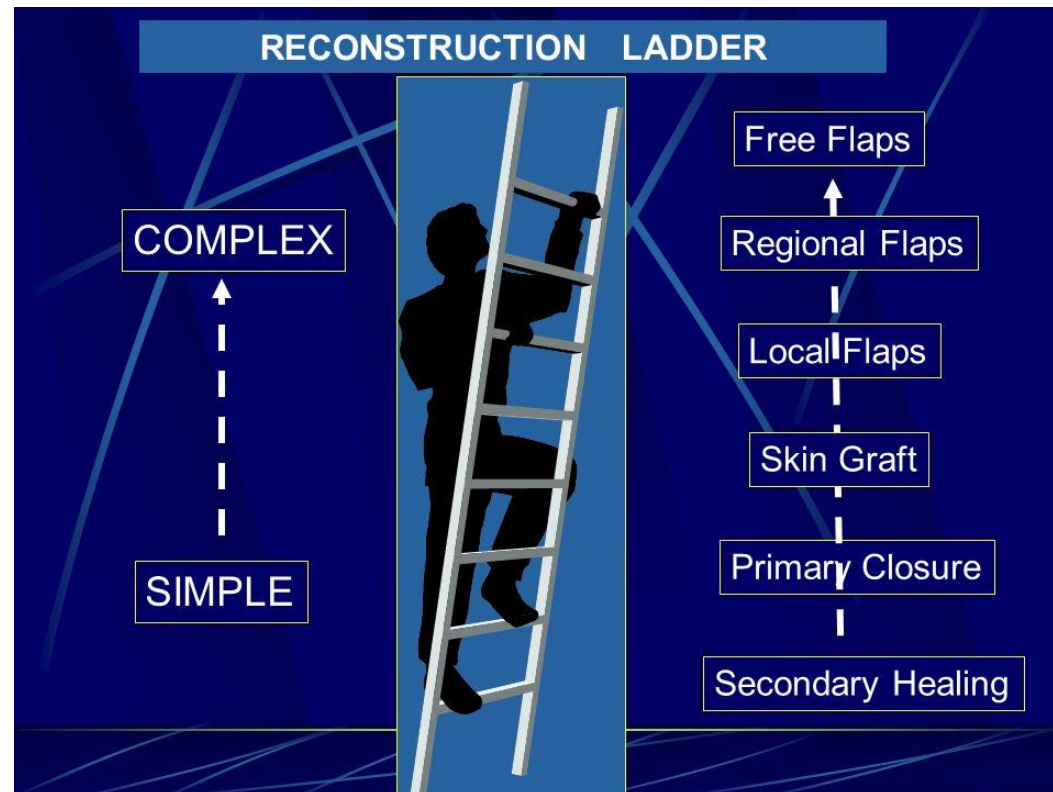 RECONSTRUCTION LADDER
COMPLEX
SIMPLE
Free Flaps
Regional Flaps
Local Flaps
Skin Graft
Primary Closure
Secondary Healing